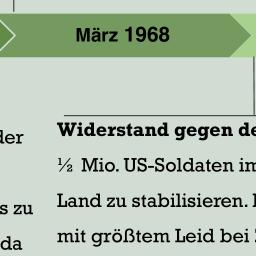 März 1968
der
Widerstand gegen de
½ Mio. US-Soldaten im
Land zu stabilisieren.
s zu
mit größtem Leid bei
da